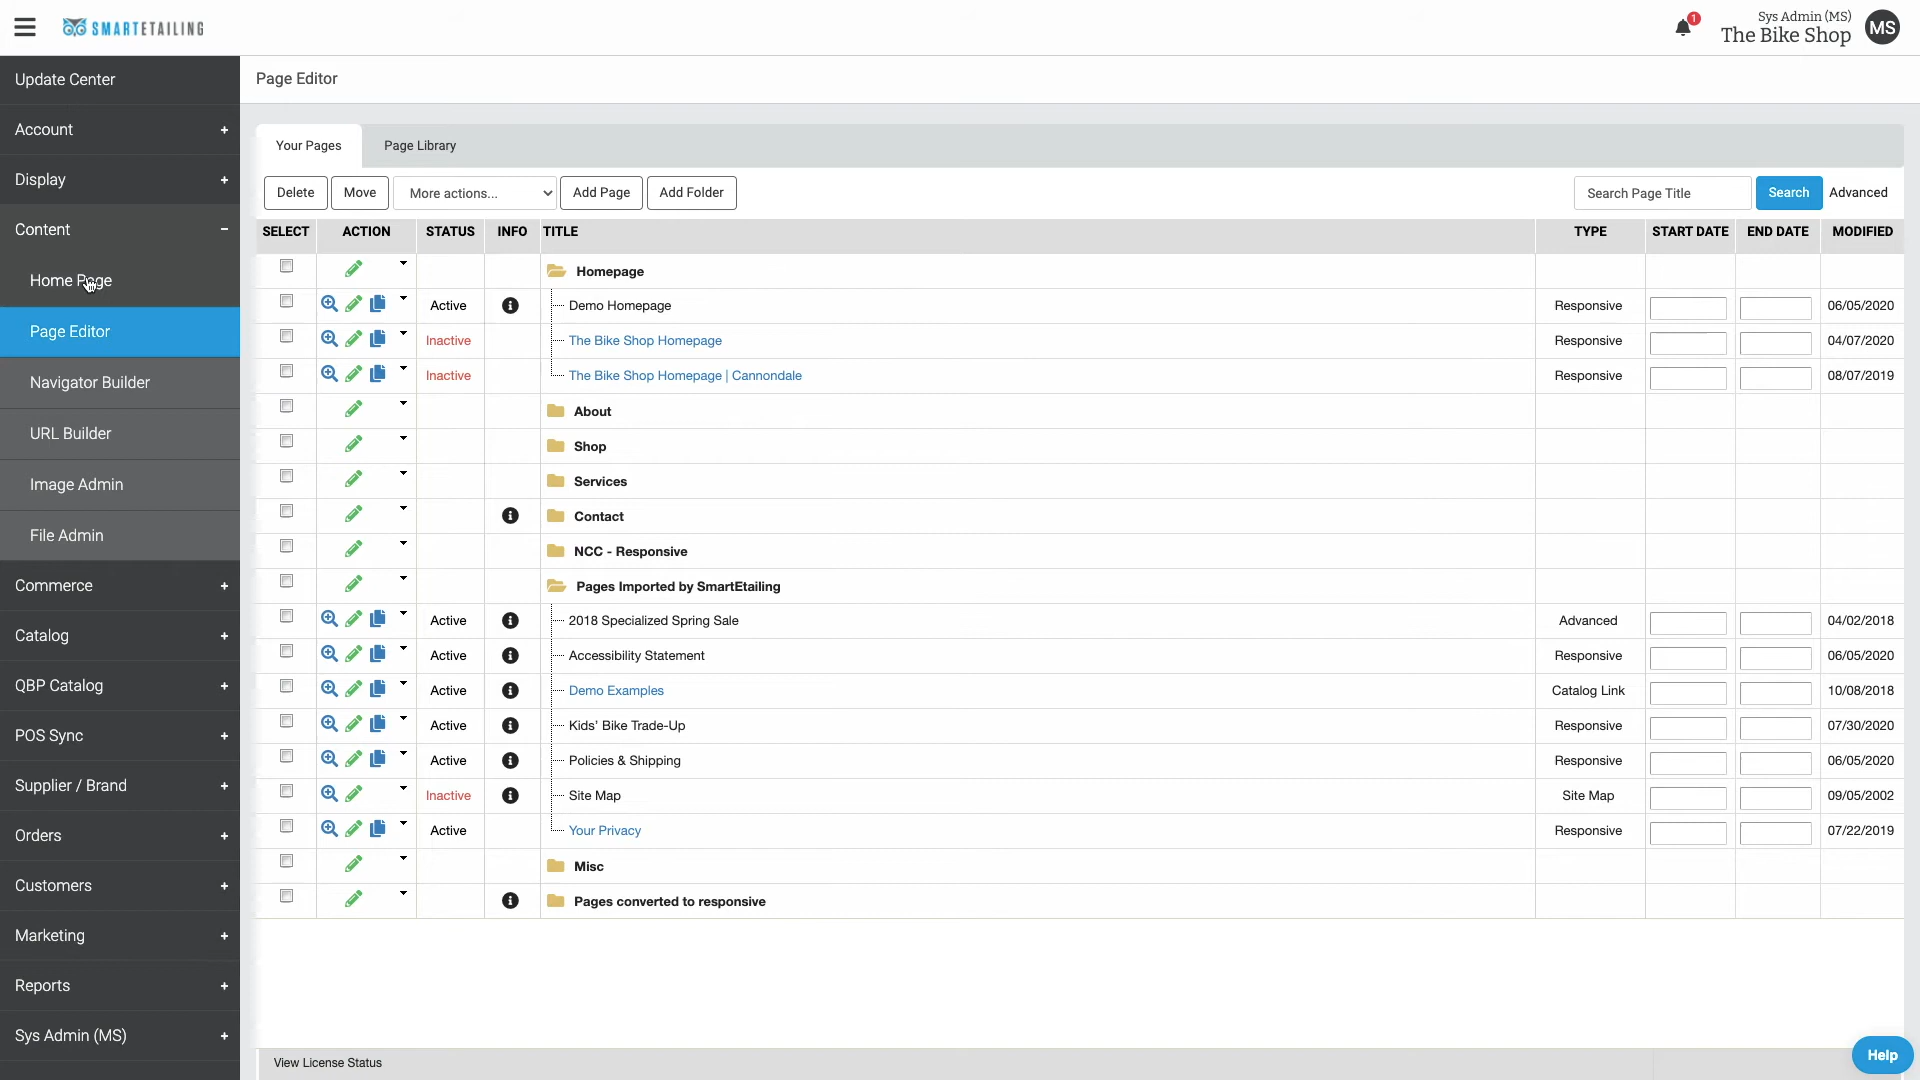 SMARTETAILING
1
Sys Admin (MS)
The Bike Shop
MS
Update Center
Account +
Display +
Content −
Home Page
Page Editor
Navigator Builder
URL Builder
Image Admin
File Admin
Commerce +
Catalog +
QBP Catalog +
POS Sync +
Supplier / Brand +
Orders +
Customers +
Marketing +
Reports +
Sys Admin (MS) +
Page Editor
Your Pages Page Library
Delete Move More actions... Add Page Add Folder Search Page Title Search Advanced
SELECT ACTION STATUS INFO TITLE TYPE START DATE END DATE MODIFIED
Homepage
Active Demo Homepage Responsive 06/05/2020
Inactive The Bike Shop Homepage Responsive 04/07/2020
Inactive The Bike Shop Homepage | Cannondale Responsive 08/07/2019
About
Shop
Services
Contact
NCC - Responsive
Pages Imported by SmartEtailing
Active 2018 Specialized Spring Sale Advanced 04/02/2018
Active Accessibility Statement Responsive 06/05/2020
Active Demo Examples Catalog Link 10/08/2018
Active Kids’ Bike Trade-Up Responsive 07/30/2020
Active Policies & Shipping Responsive 06/05/2020
Inactive Site Map Site Map 09/05/2002
Active Your Privacy Responsive 07/22/2019
Misc
Pages converted to responsive
View License Status
Help